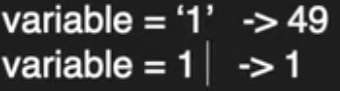 variable = ‘1’ -> 49
variable = 1 -> 1